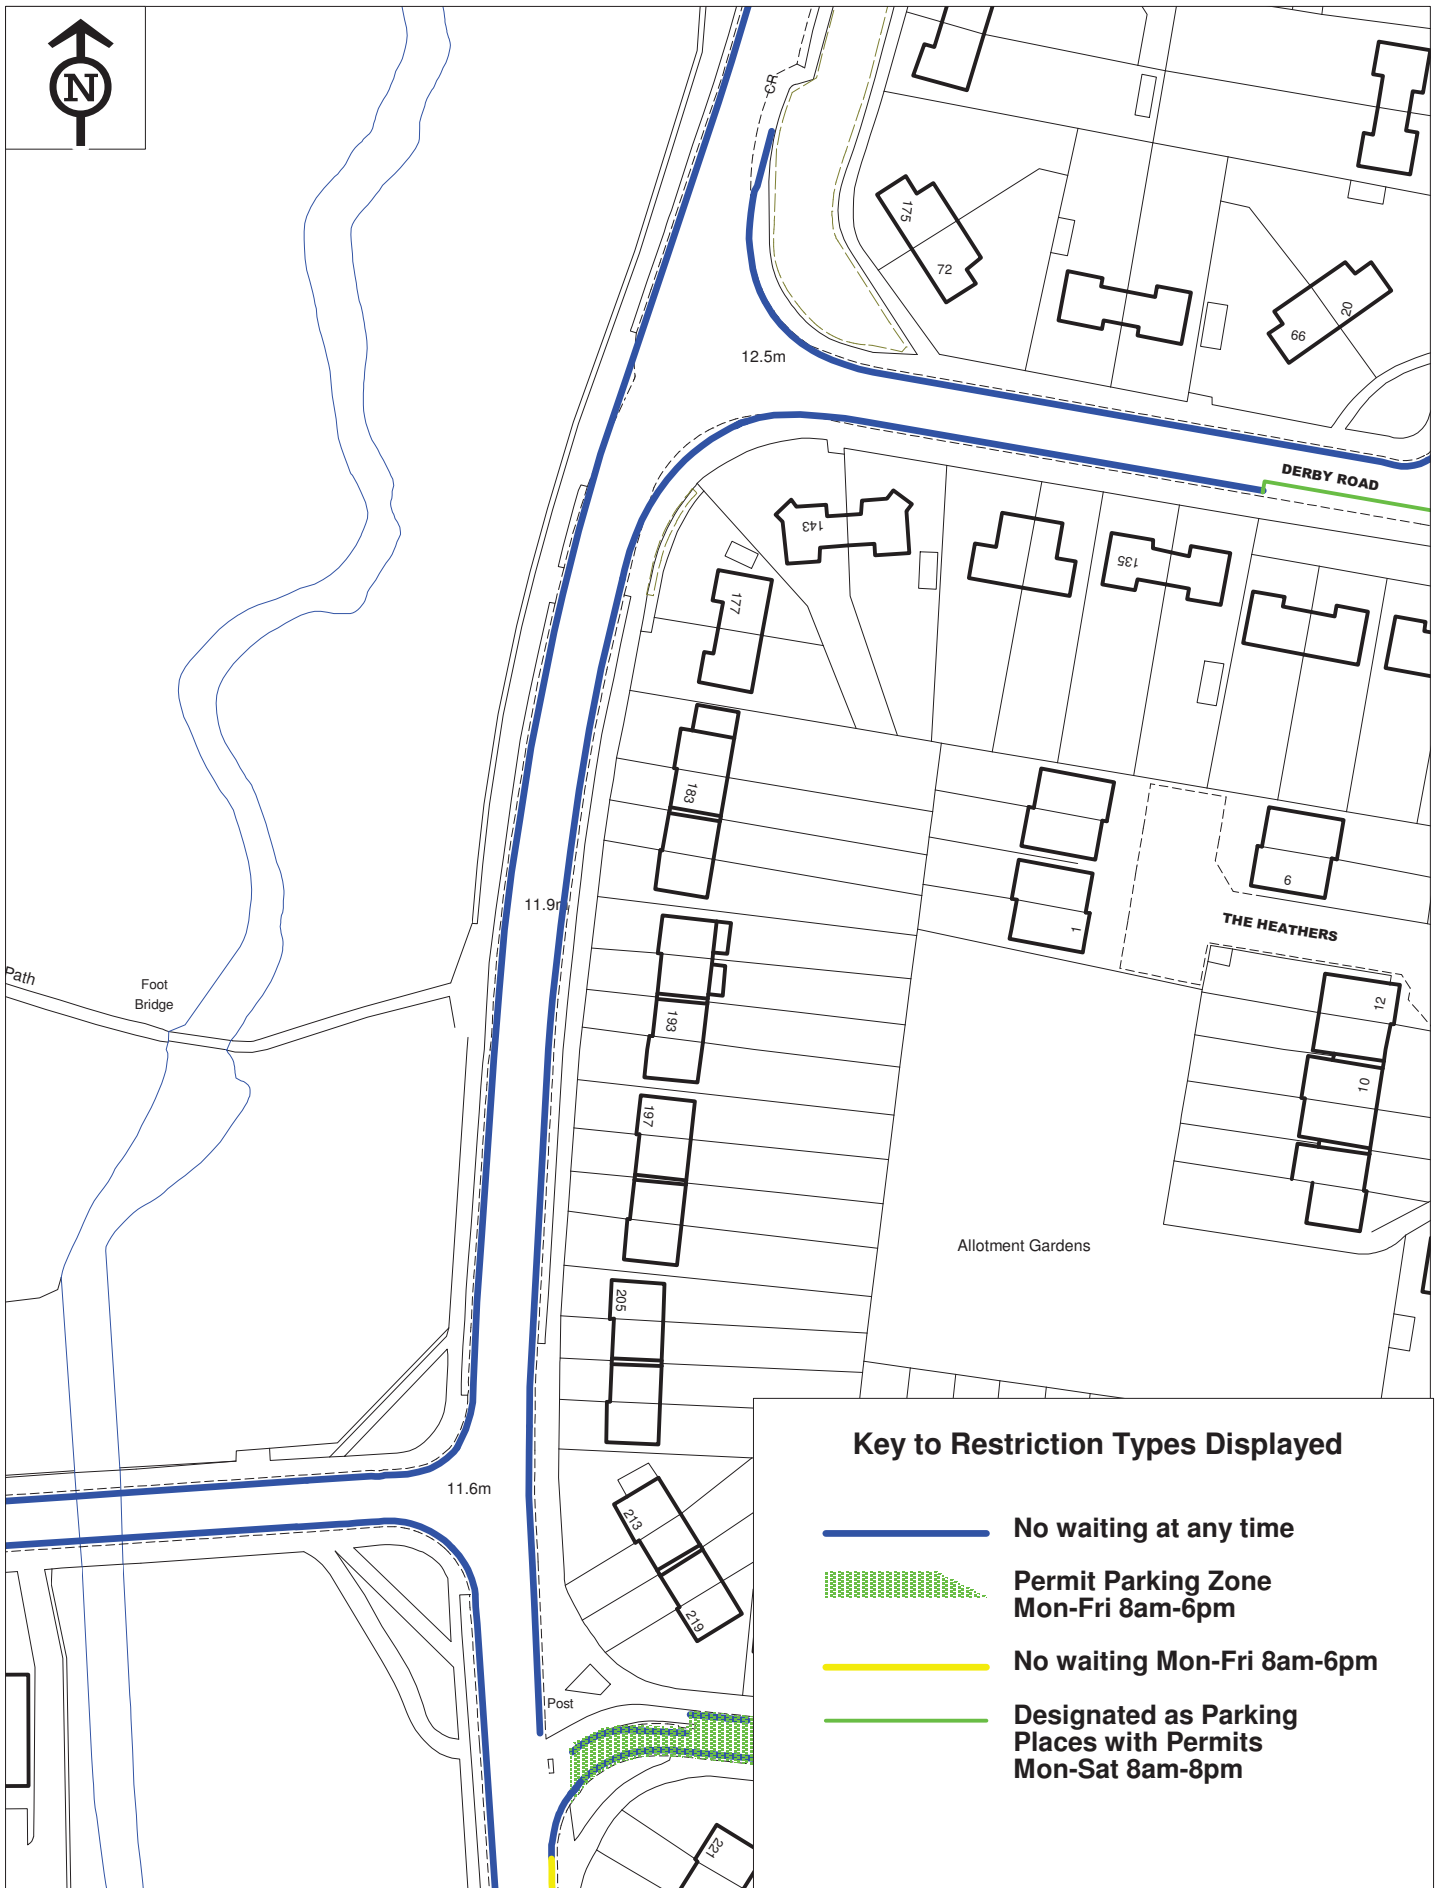 N
CR
175
72
20
66
12.5m
DERBY ROAD
143
135
177
183
6
11.9m
1
THE HEATHERS
Path
Foot
Bridge
12
193
10
197
Allotment Gardens
205
11.6m
213
219
Post
221
Key to Restriction Types Displayed
No waiting at any time
Permit Parking Zone
Mon-Fri 8am-6pm
No waiting Mon-Fri 8am-6pm
Designated as Parking
Places with Permits
Mon-Sat 8am-8pm